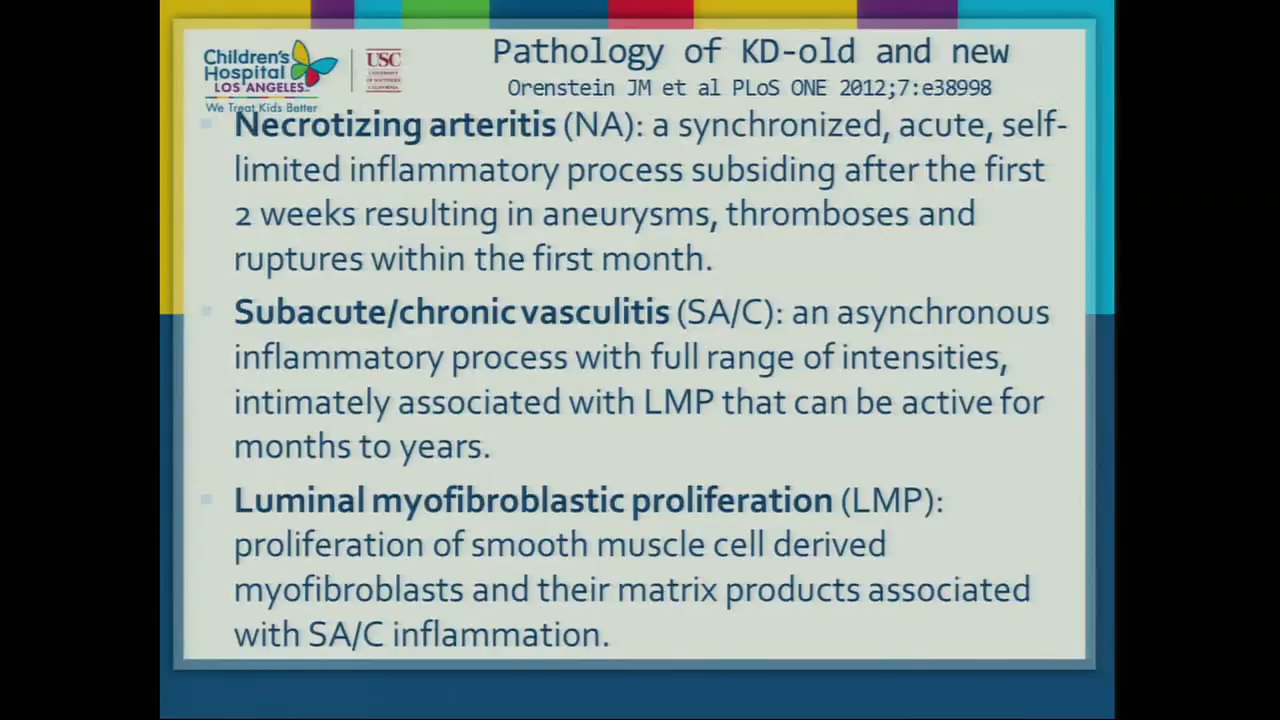 Children's
Hospital
LOS ANGELES
We Treat Kids Better
USC
Pathology of KD-old and new
Orenstein JM et al PLoS ONE 2012;7:e38998
Necrotizing arteritis (NA): a synchronized, acute, self-
limited inflammatory process subsiding after the first
2 weeks resulting in aneurysms, thromboses and
ruptures within the first month.
Subacute/chronic vasculitis (SA/C): an asynchronous
inflammatory process with full range of intensities,
intimately associated with LMP that can be active for
months to years.
Luminal myofibroblastic proliferation (LMP):
proliferation of smooth muscle cell derived
myofibroblasts and their matrix products associated
with SA/C inflammation.